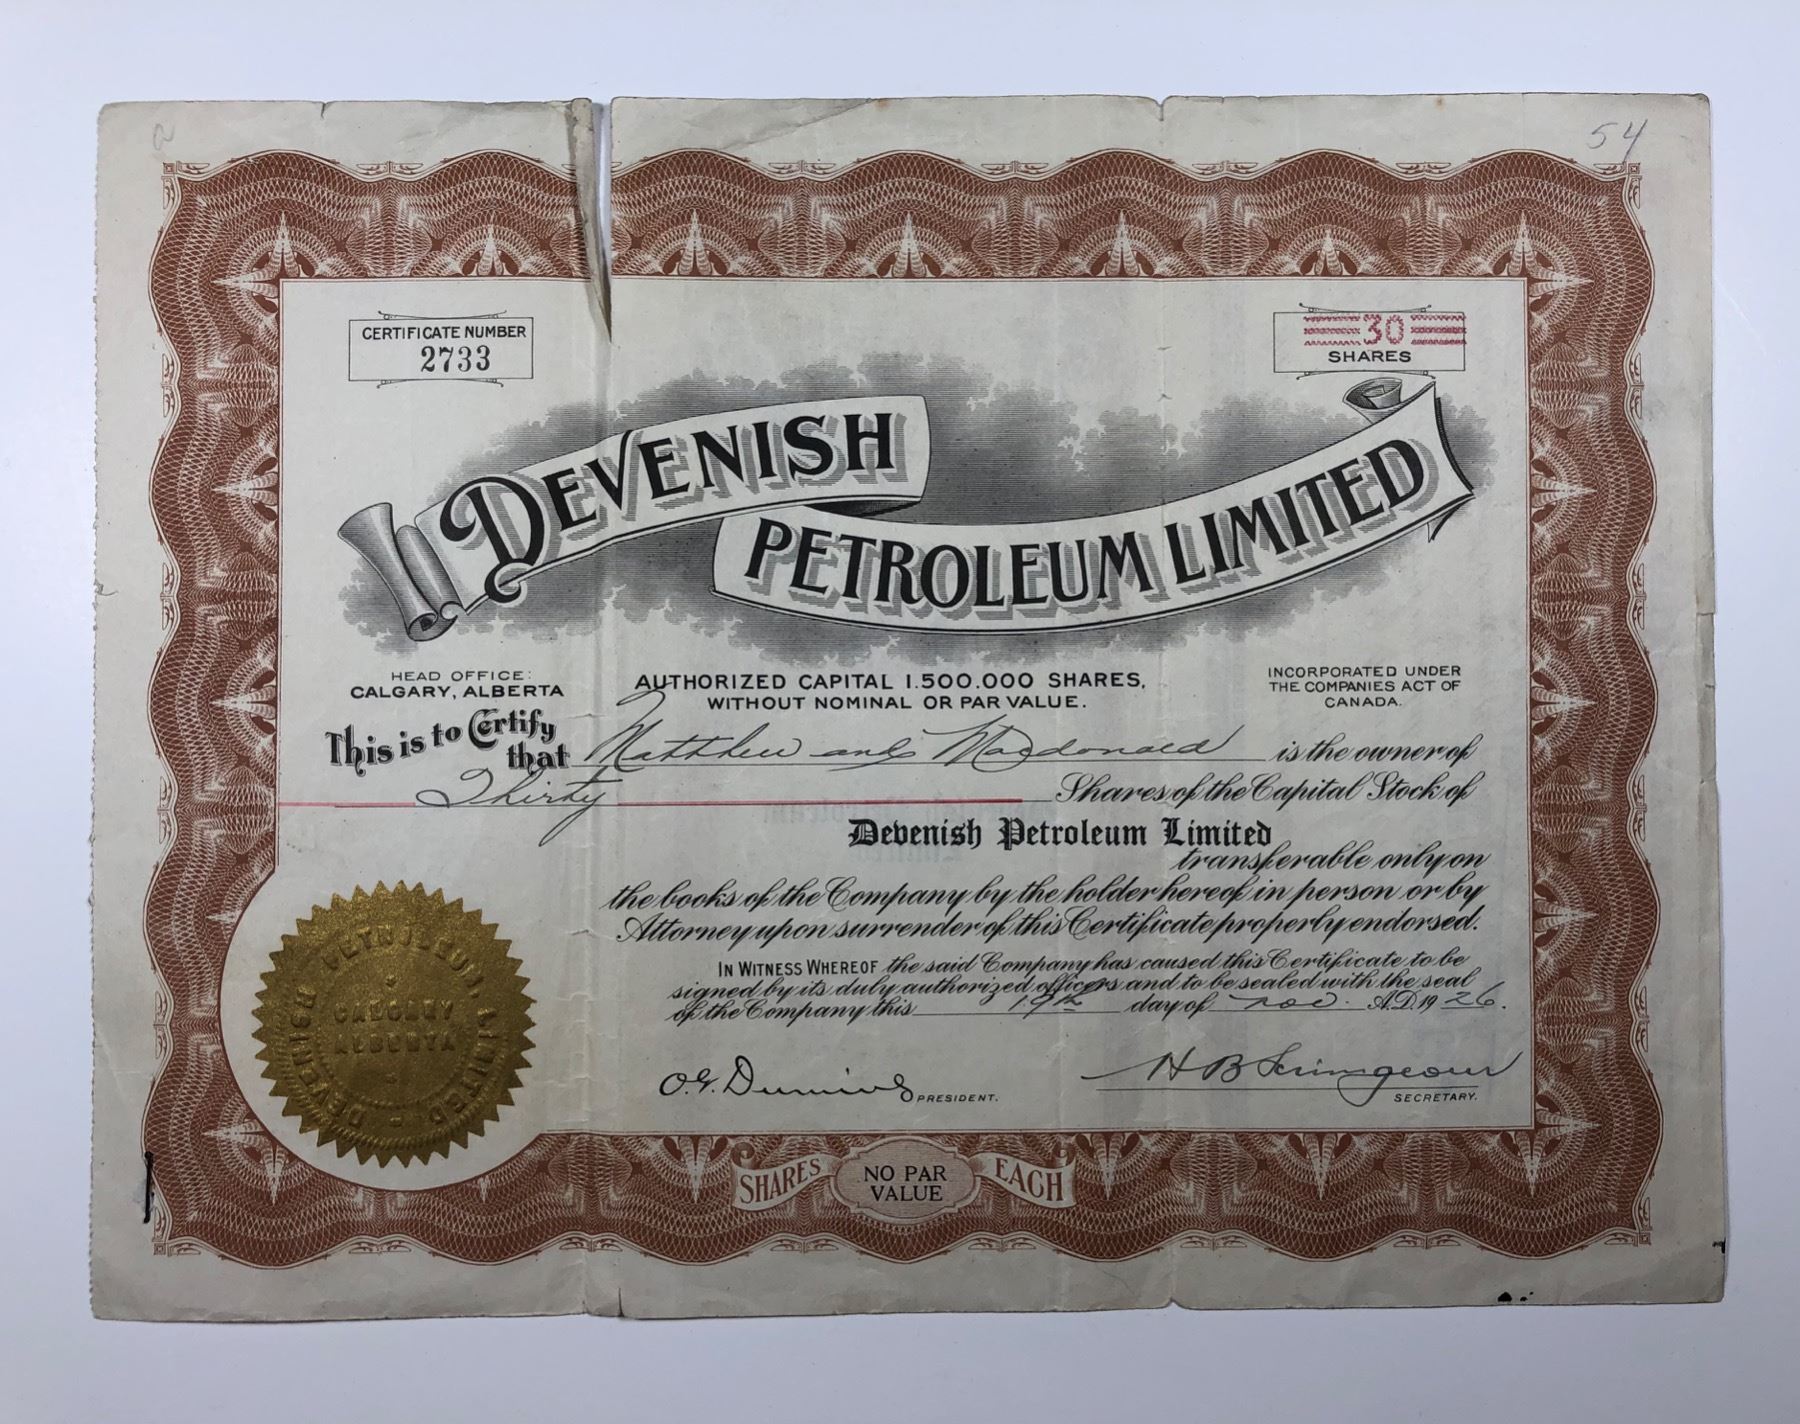 54
CERTIFICATE NUMBER
2733
30
SHARES
DEVENISH
PETROLEUM LIMITED
HEAD OFFICE:
CALGARY, ALBERTA
AUTHORIZED CAPITAL 1.500.000 SHARES,
WITHOUT NOMINAL OR PAR VALUE.
INCORPORATED UNDER
THE COMPANIES ACT OF
CANADA.
This is to Certify
that Matthew Macdonald is the owner of
Thirty Shares of the Capital Stock of
Devenish Petroleum Limited
transferable only on
the books of the Company by the holder hereof in person or by
Attorney upon surrender of this Certificate properly endorsed.
IN WITNESS WHEREOF the said Company has caused this Certificate to be
signed by its duly authorized officers and to be sealed with the seal
of the Company this 19th day of Nov. A.D. 1926.
DEVENISH PETROLEUM, LIMITED
CALGARY
ALBERTA
PRESIDENT.
H B Scrimgeour
SECRETARY.
SHARES NO PAR VALUE EACH